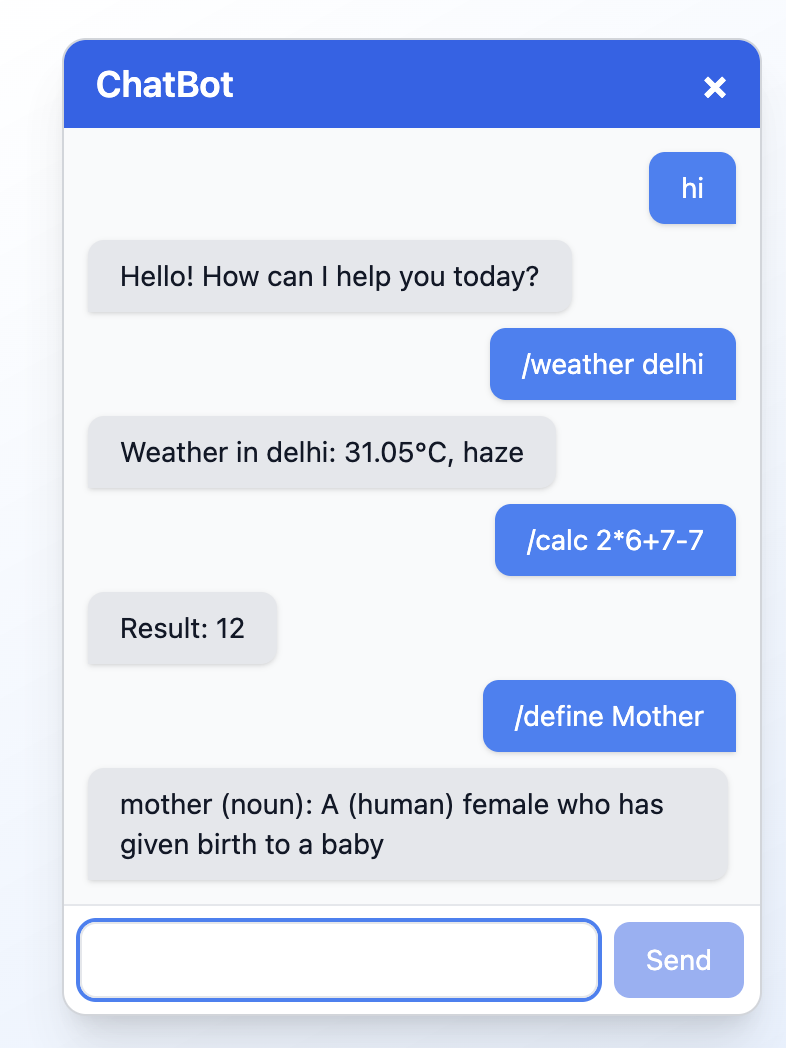 ChatBot
×
hi
Hello! How can I help you today?
/weather delhi
Weather in delhi: 31.05°C, haze
/calc 2*6+7-7
Result: 12
/define Mother
mother (noun): A (human) female who has
given birth to a baby
Send